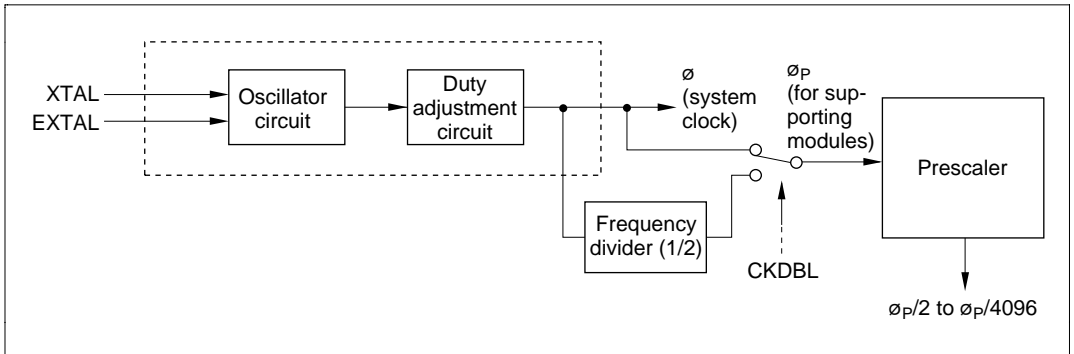 XTAL
EXTAL
Oscillator
circuit
Duty
adjustment
circuit
ø
(system
clock)
øP
(for sup-
porting
modules)
Prescaler
Frequency
divider (1/2)
CKDBL
øP/2 to øP/4096